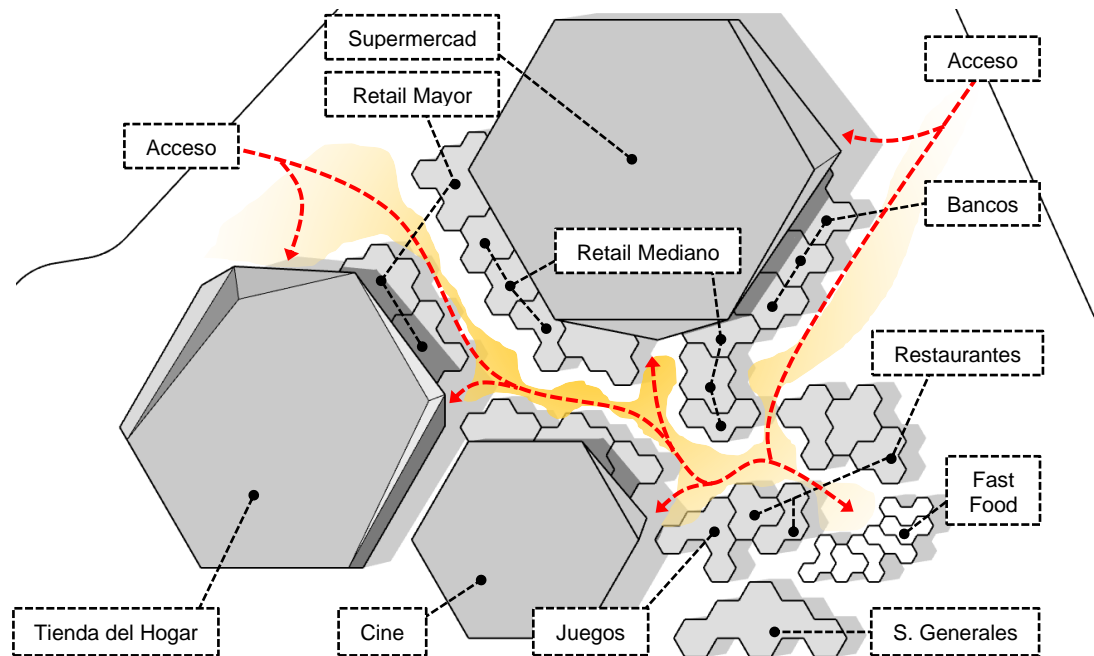 Supermercad
Acceso
Retail Mayor
Acceso
Bancos
Retail Mediano
Restaurantes
Fast
Food
Tienda del Hogar
Cine
Juegos
S. Generales